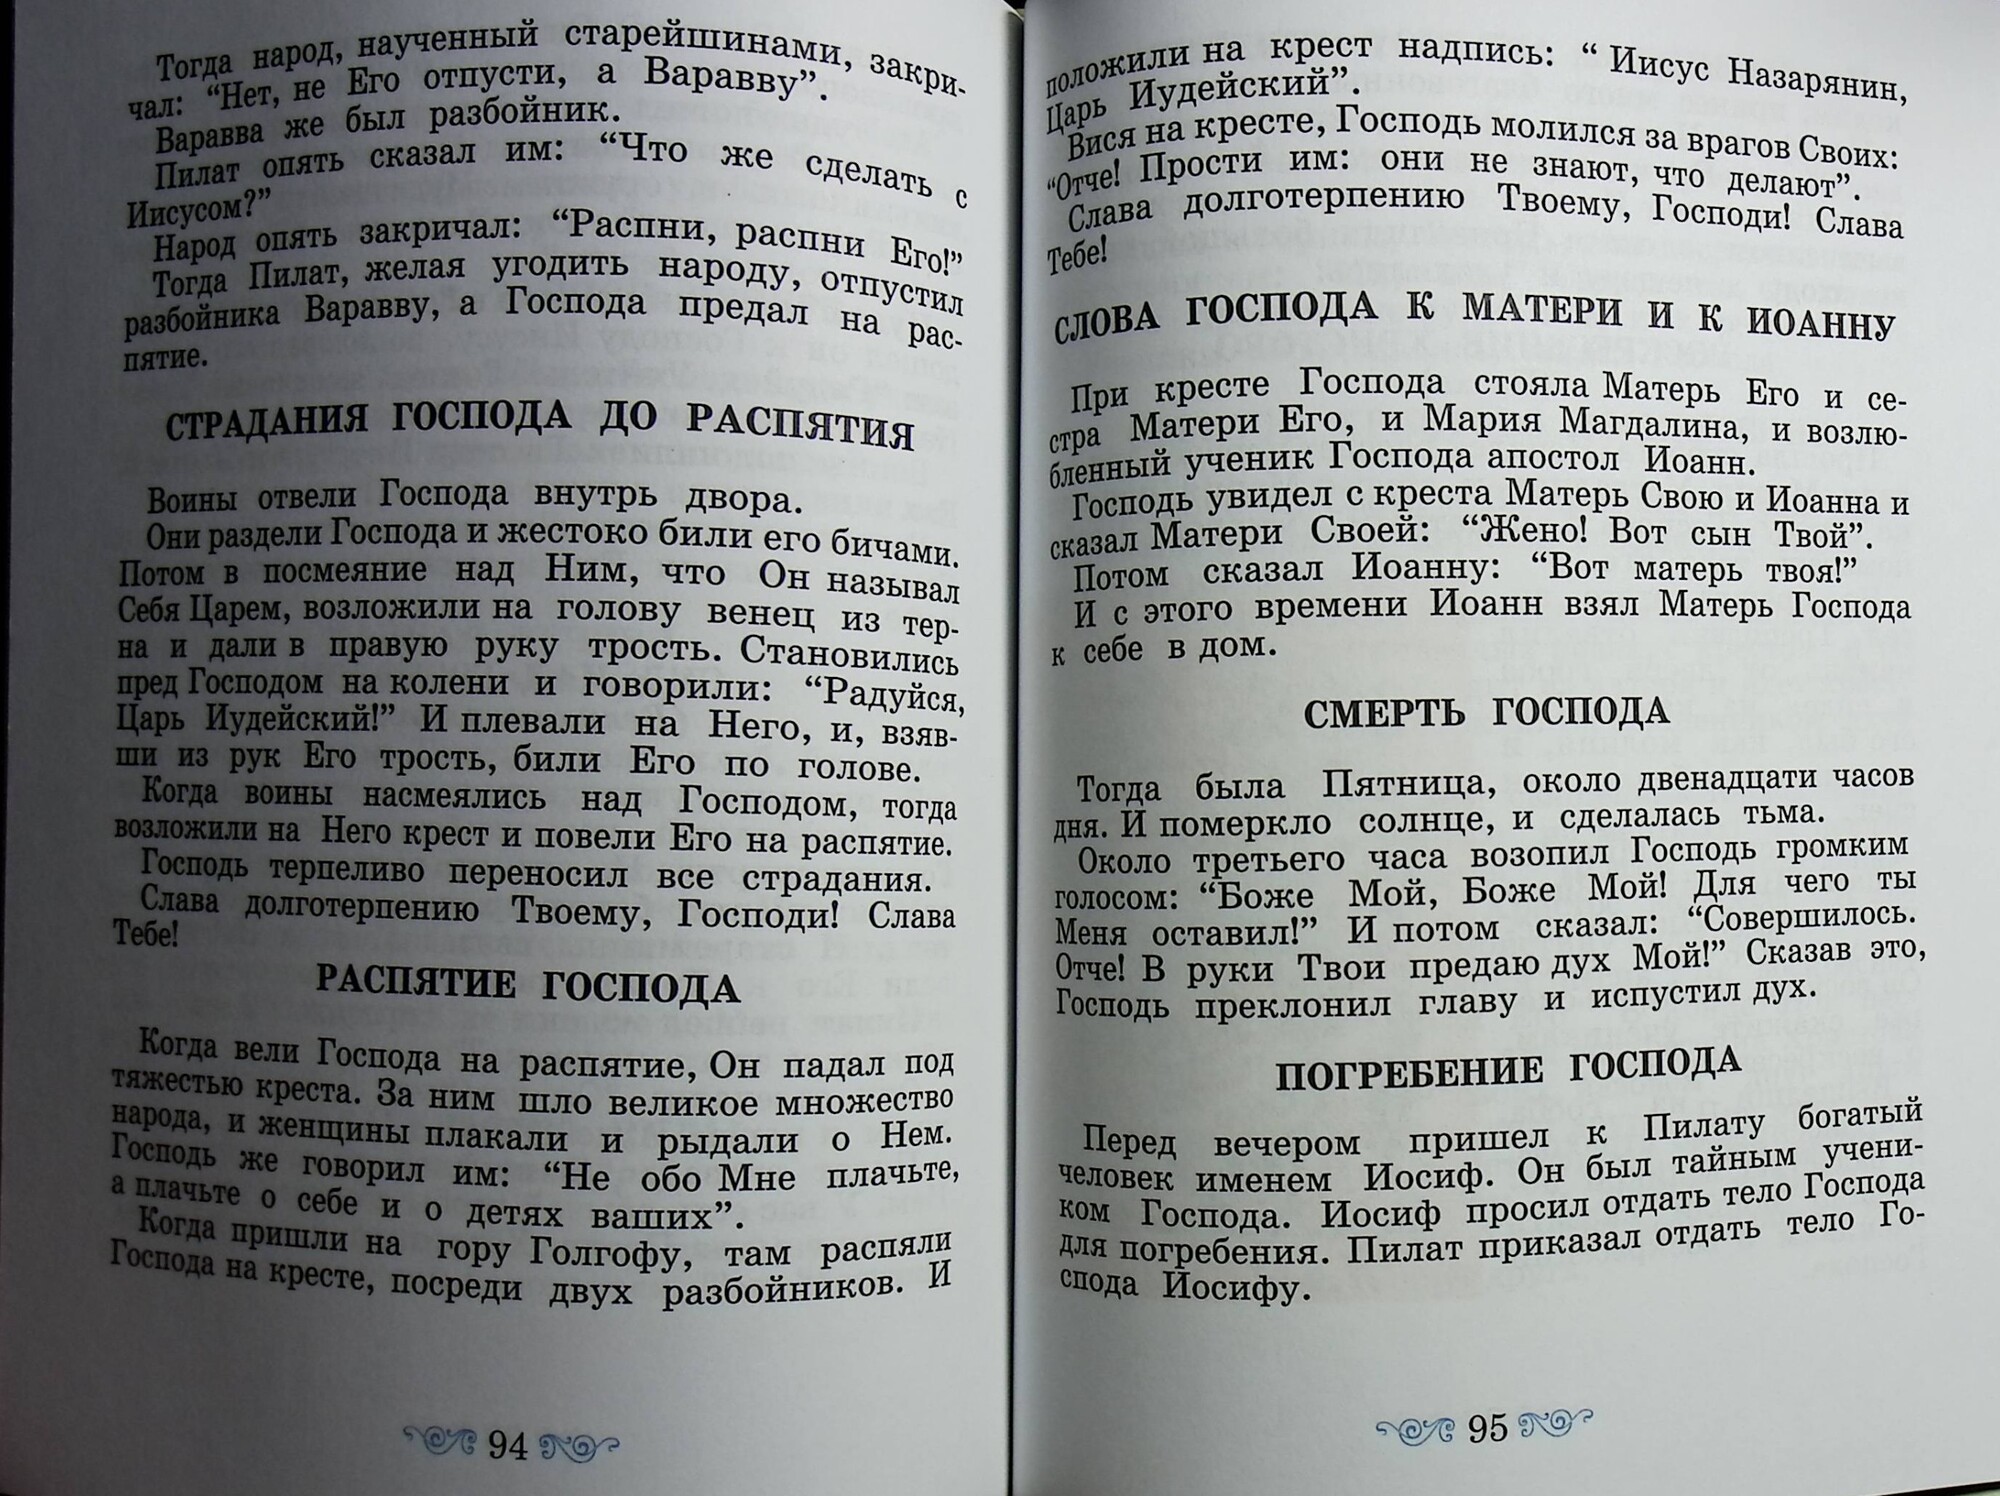 Тогда народ, наученный старейшинами, закри-
чал: “Нет, не Его отпусти, а Варавву”.
Варавва же был разбойник.
Пилат опять сказал им: “Что же сделать с
Иисусом?”
Народ опять закричал: “Распни, распни Его!”
Тогда Пилат, желая угодить народу, отпустил
разбойника Варавву, а Господа предал на рас-
пятие.
СТРАДАНИЯ ГОСПОДА ДО РАСПЯТИЯ
Воины отвели Господа внутрь двора.
Они раздели Господа и жестоко били его бичами.
Потом в посмеяние над Ним, что Он называл
Себя Царем, возложили на голову венец из тер-
на и дали в правую руку трость. Становились
пред Господом на колени и говорили: “Радуйся,
Царь Иудейский!” И плевали на Него, и, взяв-
ши из рук Его трость, били Его по голове.
Когда воины насмеялись над Господом, тогда
возложили на Него крест и повели Его на распятие.
Господь терпеливо переносил все страдания.
Слава долготерпению Твоему, Господи! Слава
Тебе!
РАСПЯТИЕ ГОСПОДА
Когда вели Господа на распятие, Он падал под
тяжестью креста. За ним шло великое множество
народа, и женщины плакали и рыдали о Нем.
Господь же говорил им: “Не обо Мне плачьте,
а плачьте о себе и о детях ваших”.
Когда пришли на гору Голгофу, там распяли
Господа на кресте, посреди двух разбойников. И
94
положили на крест надпись: “ Иисус Назарянин,
Царь Иудейский”.
Вися на кресте, Господь молился за врагов Своих:
“Отче! Прости им: они не знают, что делают”.
Слава долготерпению Твоему, Господи! Слава
Тебе!
СЛОВА ГОСПОДА К МАТЕРИ И К ИОАННУ
При кресте Господа стояла Матерь Его и се-
стра Матери Его, и Мария Магдалина, и возлю-
бленный ученик Господа апостол Иоанн.
Господь увидел с креста Матерь Свою и Иоанна и
сказал Матери Своей: “Жено! Вот сын Твой”.
Потом сказал Иоанну: “Вот матерь твоя!”
И с этого времени Иоанн взял Матерь Господа
к себе в дом.
СМЕРТЬ ГОСПОДА
Тогда была Пятница, около двенадцати часов
дня. И померкло солнце, и сделалась тьма.
Около третьего часа возопил Господь громким
голосом: “Боже Мой, Боже Мой! Для чего ты
Меня оставил!” И потом сказал: “Совершилось.
Отче! В руки Твои предаю дух Мой!” Сказав это,
Господь преклонил главу и испустил дух.
ПОГРЕБЕНИЕ ГОСПОДА
Перед вечером пришел к Пилату богатый
человек именем Иосиф. Он был тайным учени-
ком Господа. Иосиф просил отдать тело Господа
для погребения. Пилат приказал отдать тело Го-
спода Иосифу.
95